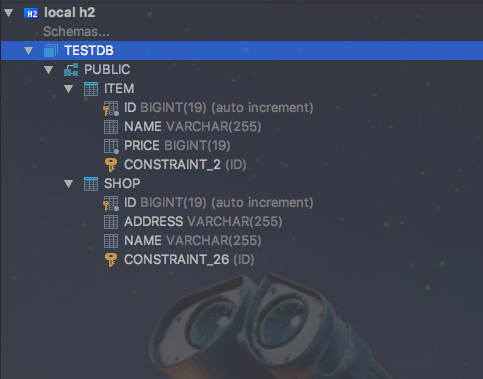 H2 local h2
Schemas...
TESTDB
PUBLIC
ITEM
ID BIGINT(19) (auto increment)
NAME VARCHAR(255)
PRICE BIGINT(19)
CONSTRAINT_2 (ID)
SHOP
ID BIGINT(19) (auto increment)
ADDRESS VARCHAR(255)
NAME VARCHAR(255)
CONSTRAINT_26 (ID)